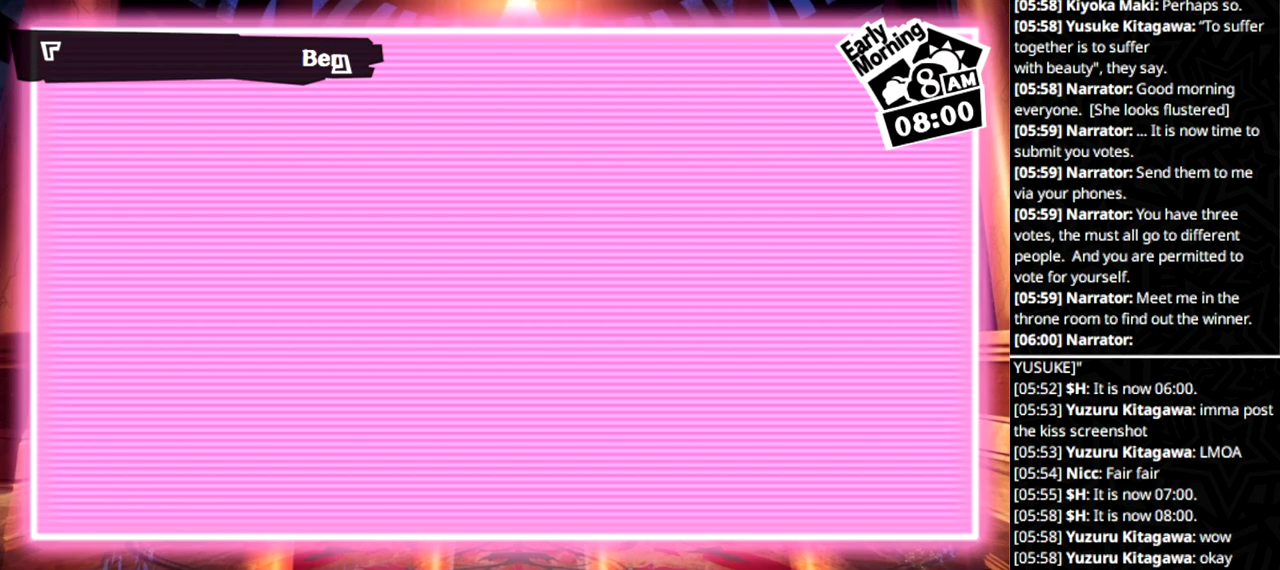 Early
Morning
8 AM
08:00
[05:58] Kiyoka Maki: Perhaps so.
[05:58] Yusuke Kitagawa: "To suffer
together is to suffer
with beauty", they say.
[05:58] Narrator: Good morning
everyone. [She looks flustered]
[05:59] Narrator: ... It is now time to
submit you votes.
[05:59] Narrator: Send them to me
via your phones.
[05:59] Narrator: You have three
votes, the must all go to different
people. And you are permitted to
vote for yourself.
[05:59] Narrator: Meet me in the
throne room to find out the winner.
[06:00] Narrator:
YUSUKE]"
[05:52] $H: It is now 06:00.
[05:53] Yuzuru Kitagawa: imma post
the kiss screenshot
[05:53] Yuzuru Kitagawa: LMOA
[05:54] Nicc: Fair fair
[05:55] $H: It is now 07:00.
[05:58] $H: It is now 08:00.
[05:58] Yuzuru Kitagawa: wow
[05:58] Yuzuru Kitagawa: okay